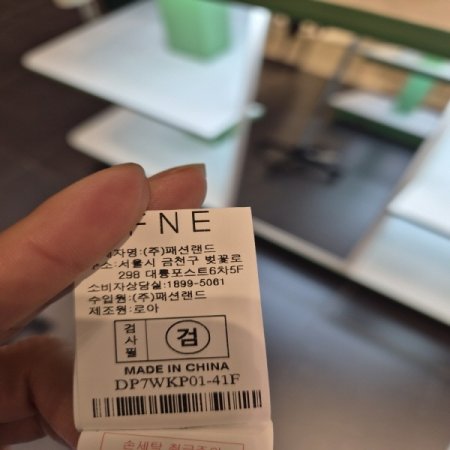 FNE
자명:(주)패션랜드
소:서울시 금천구 벚꽃로
298 대륭포스트6차5F
소비자상담실:1899-5061
수입원:(주)패션랜드
제조원:로아
검사필
검
MADE IN CHINA
DP7WKP01-41F